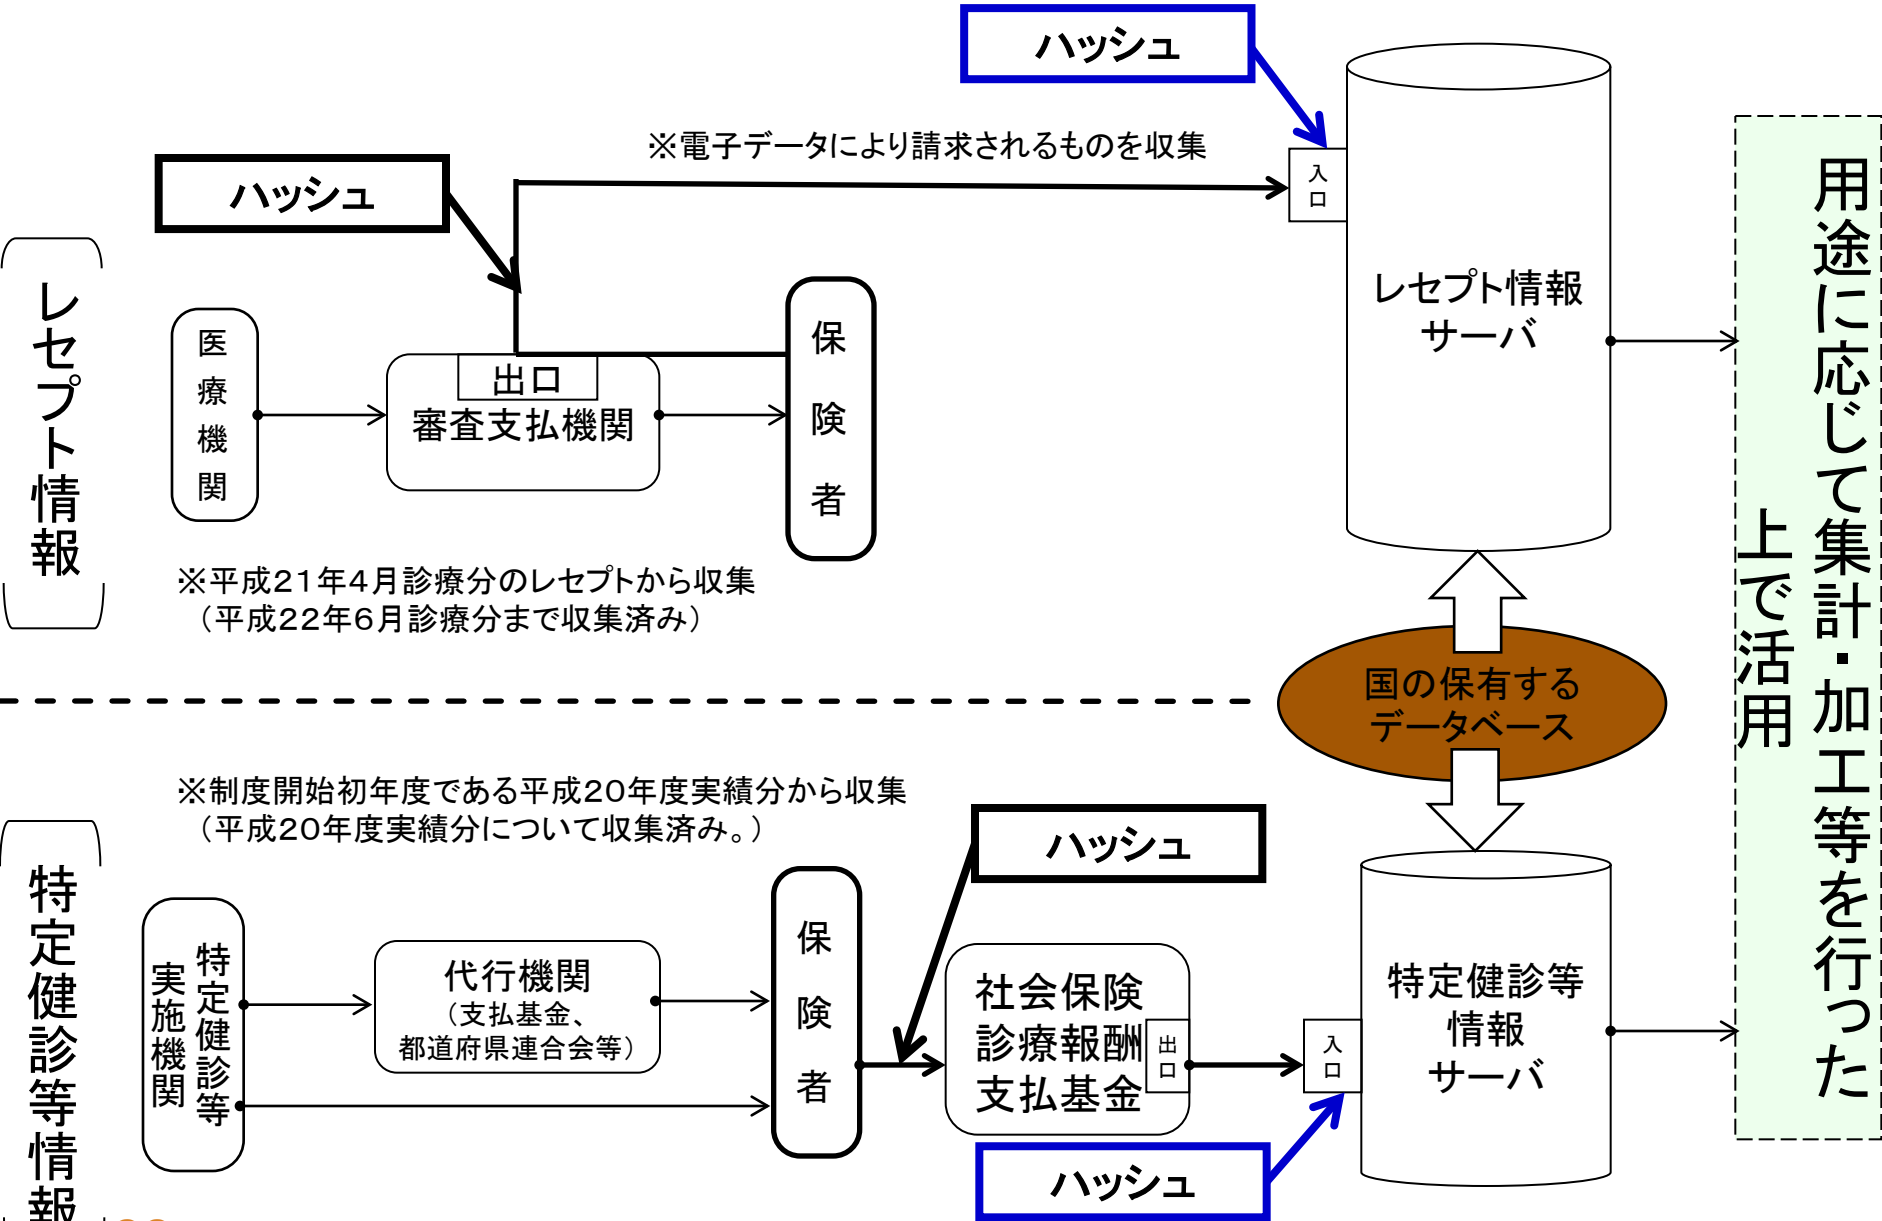 ハッシュ
※電子データにより請求されるものを収集
ハッシュ
入口
レセプト情報
医療機関
出口
審査支払機関
保険者
レセプト情報
サーバ
※平成21年4月診療分のレセプトから収集
（平成22年6月診療分まで収集済み）
国の保有する
データベース
用途に応じて集計・加工等を行った
上で活用
※制度開始初年度である平成20年度実績分から収集
（平成20年度実績分について収集済み。）
ハッシュ
特定健診等情報
特定健診等
実施機関
代行機関
（支払基金、
都道府県連合会等）
保険者
社会保険
診療報酬
支払基金
出口
入口
特定健診等
情報
サーバ
ハッシュ